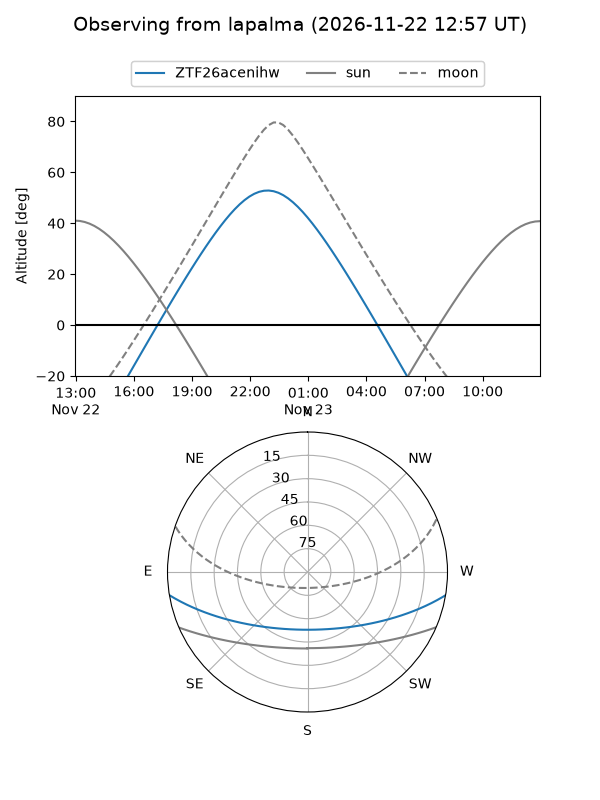 Observing from lapalma (2026-11-22 12:57 UT)
ZTF26acenihw sun moon
Altitude [deg]
80
60
40
20
0
−20
13:00 16:00 19:00 22:00 01:00 04:00 07:00 10:00
Nov 22 Nov 23
N
NE NW
15
30
45
60
75
E W
SE SW
S